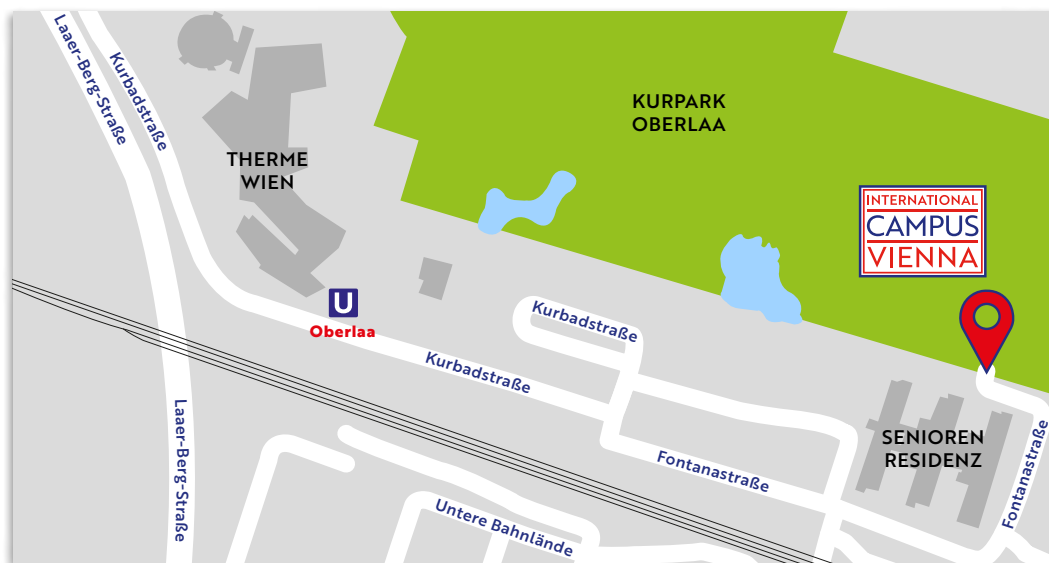 Laaer-Berg-Straße
Kurbadstraße
THERME
WIEN
KURPARK
OBERLAA
INTERNATIONAL
CAMPUS
VIENNA
U
Oberlaa
Kurbadstraße
Kurbadstraße
Laaer-Berg-Straße
Fontanastraße
SENIOREN
RESIDENZ
Fontanastraße
Untere Bahnlände